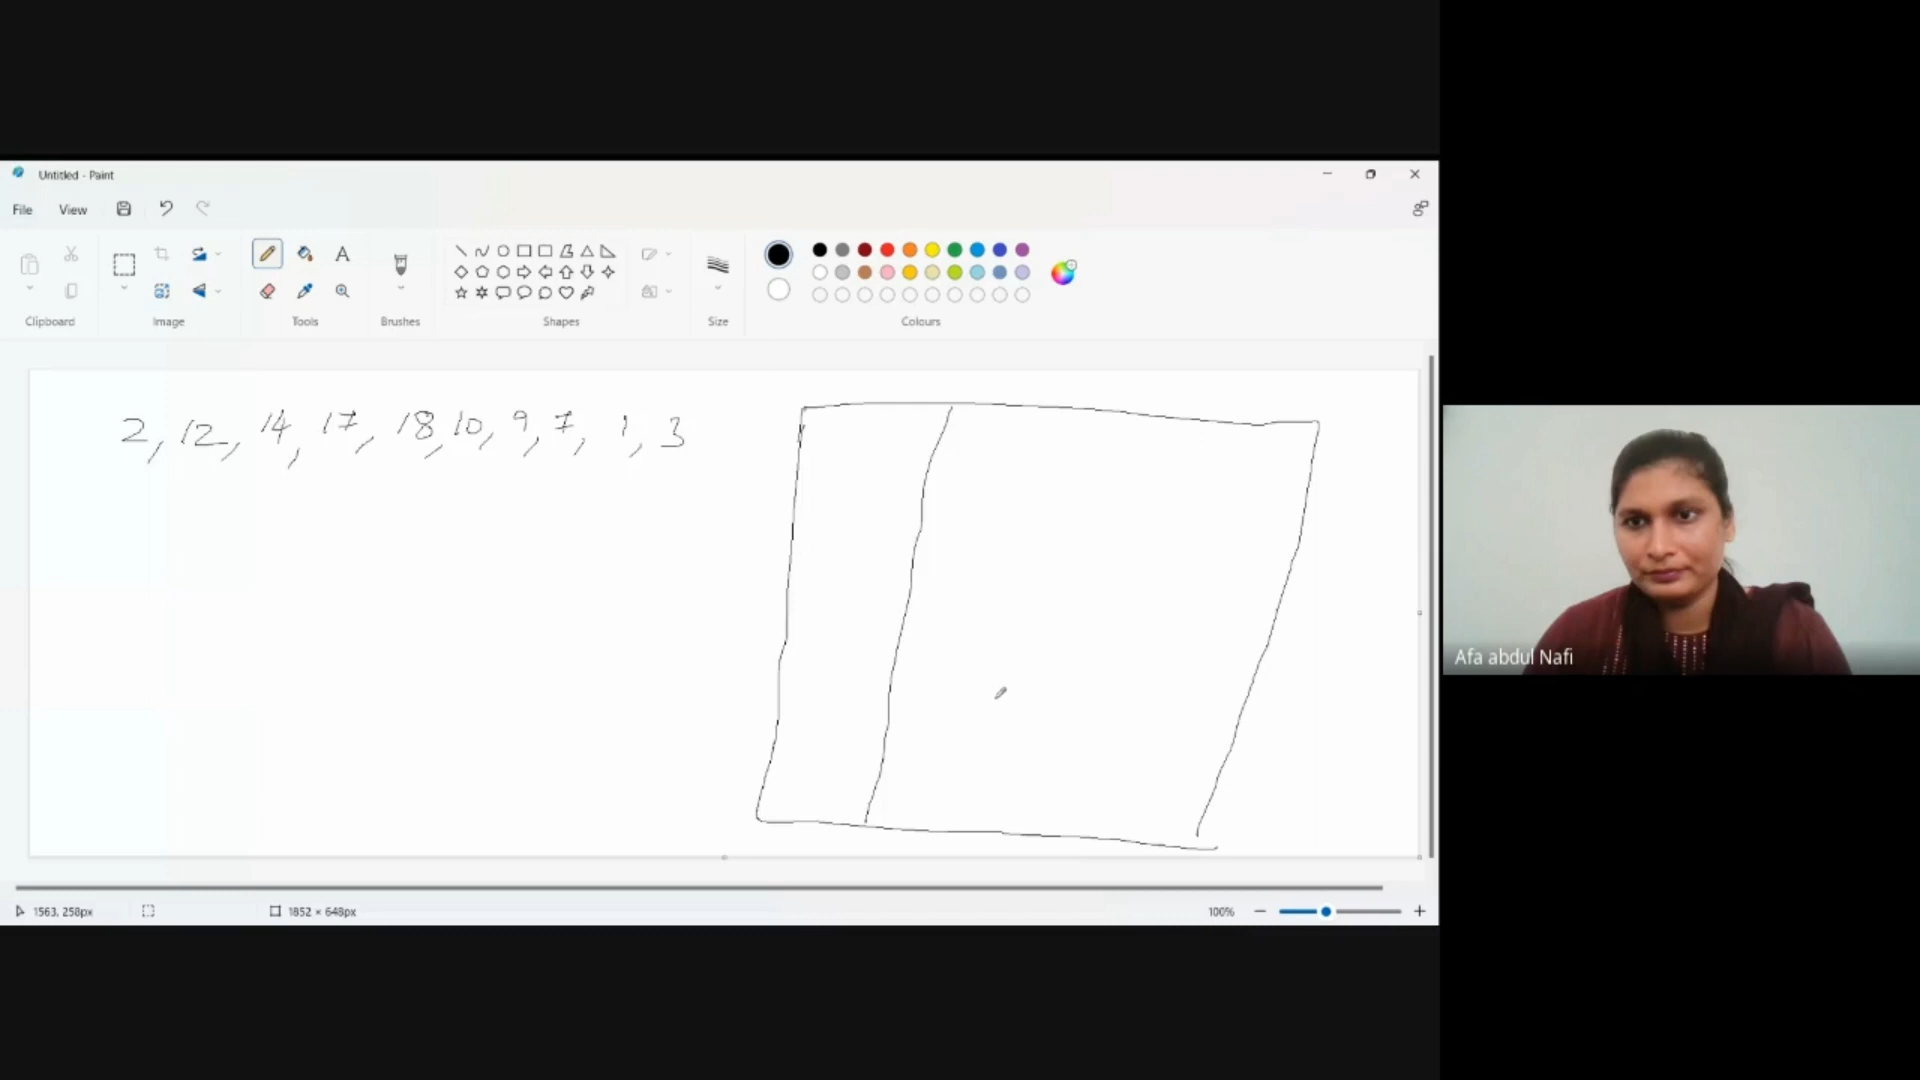 Untitled - Paint
File View
Clipboard Image Tools Brushes Shapes Size Colours
2, 12, 14, 17, 18, 10, 9, 7, 1, 3
Afa abdul Nafi
1563, 258px 1852 × 648px 100%